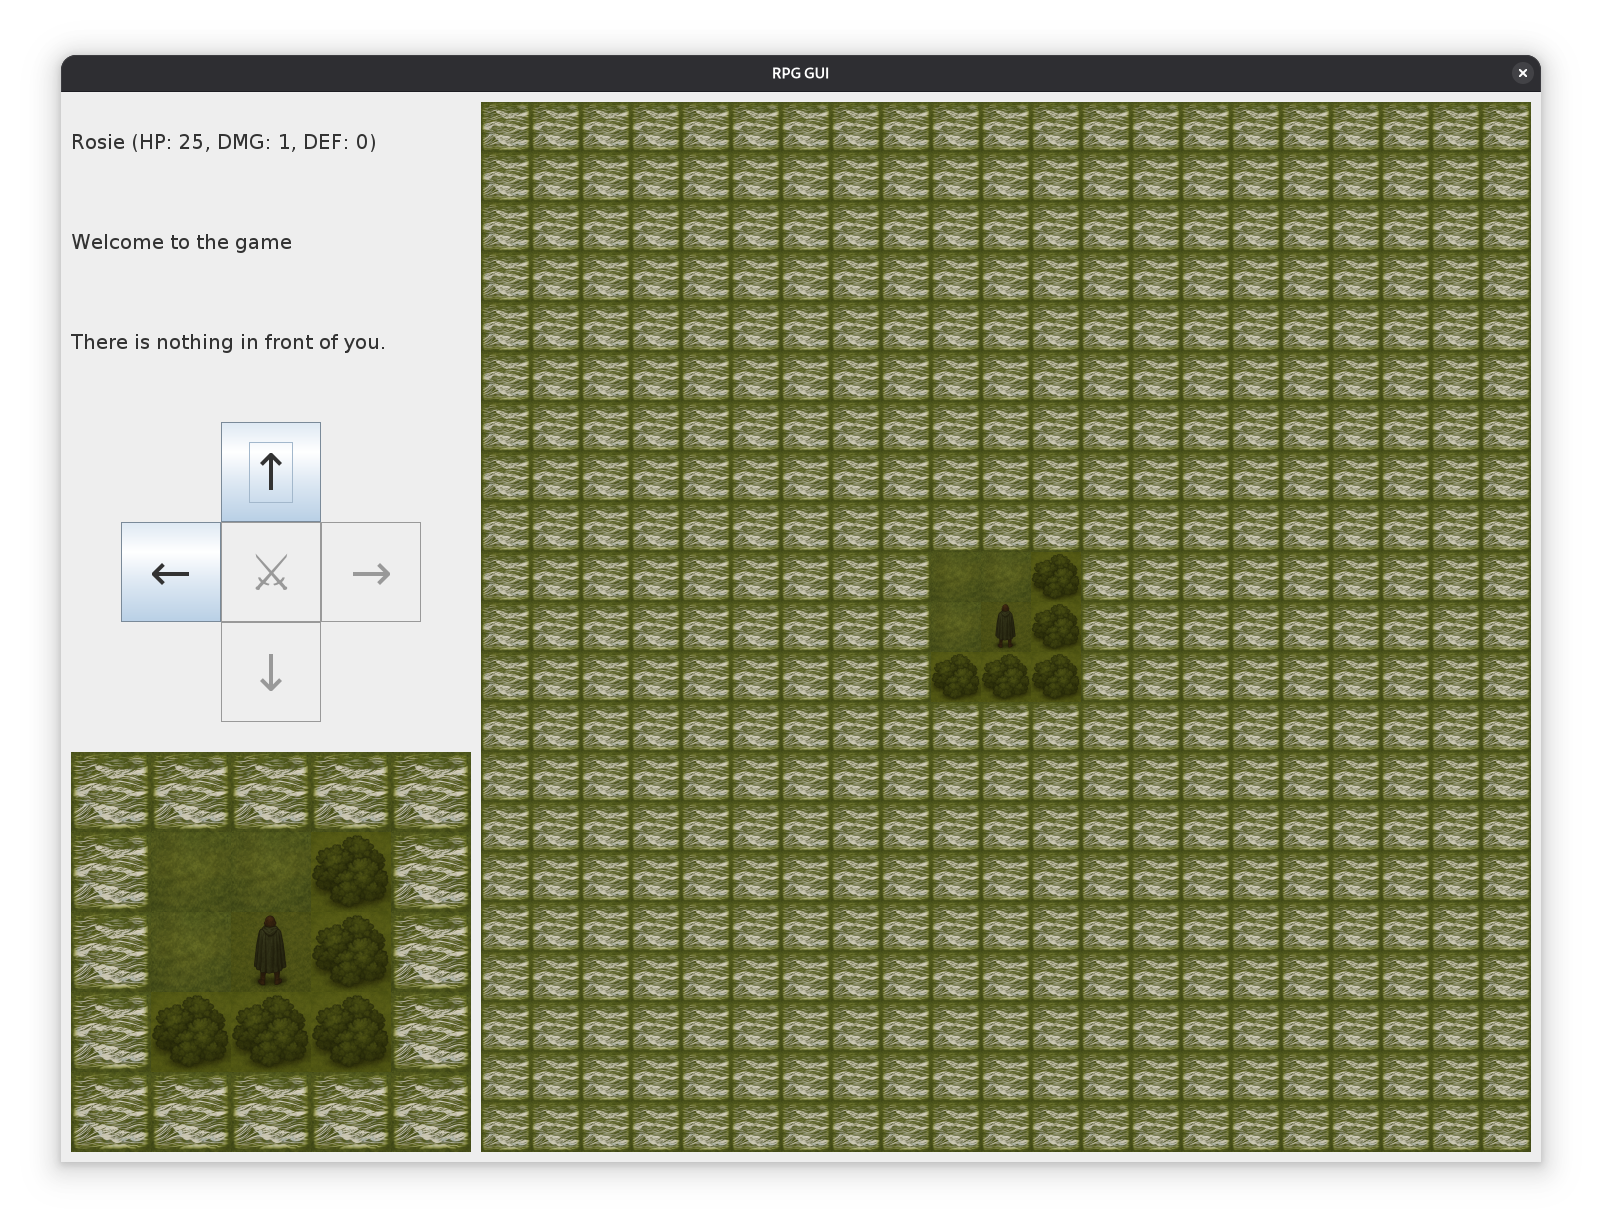 RPG GUI
Rosie (HP: 25, DMG: 1, DEF: 0)
Welcome to the game
There is nothing in front of you.
↑
← ⚔ →
↓